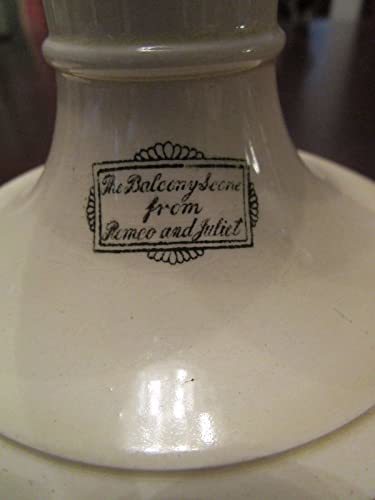 The Balcony Scene
from
Romeo and Juliet